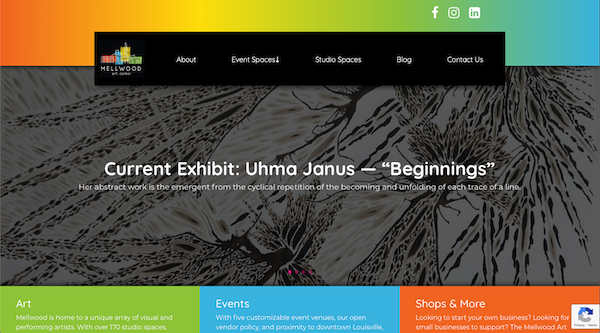 MELLWOOD
art center
About
Event Spaces↓
Studio Spaces
Blog
Contact Us
Current Exhibit: Uhma Janus — “Beginnings”
Her abstract work is the emergent from the cyclical repetition of the becoming and unfolding of each trace of a line.
Art
Mellwood is home to a unique array of visual and
performing artists. With over 170 studio spaces,
Events
With five customizable event venues, our open
vendor policy, and proximity to downtown Louisville,
Shops & More
Looking to start your own business? Looking for
small businesses to support? The Mellwood Art
Privacy - Terms